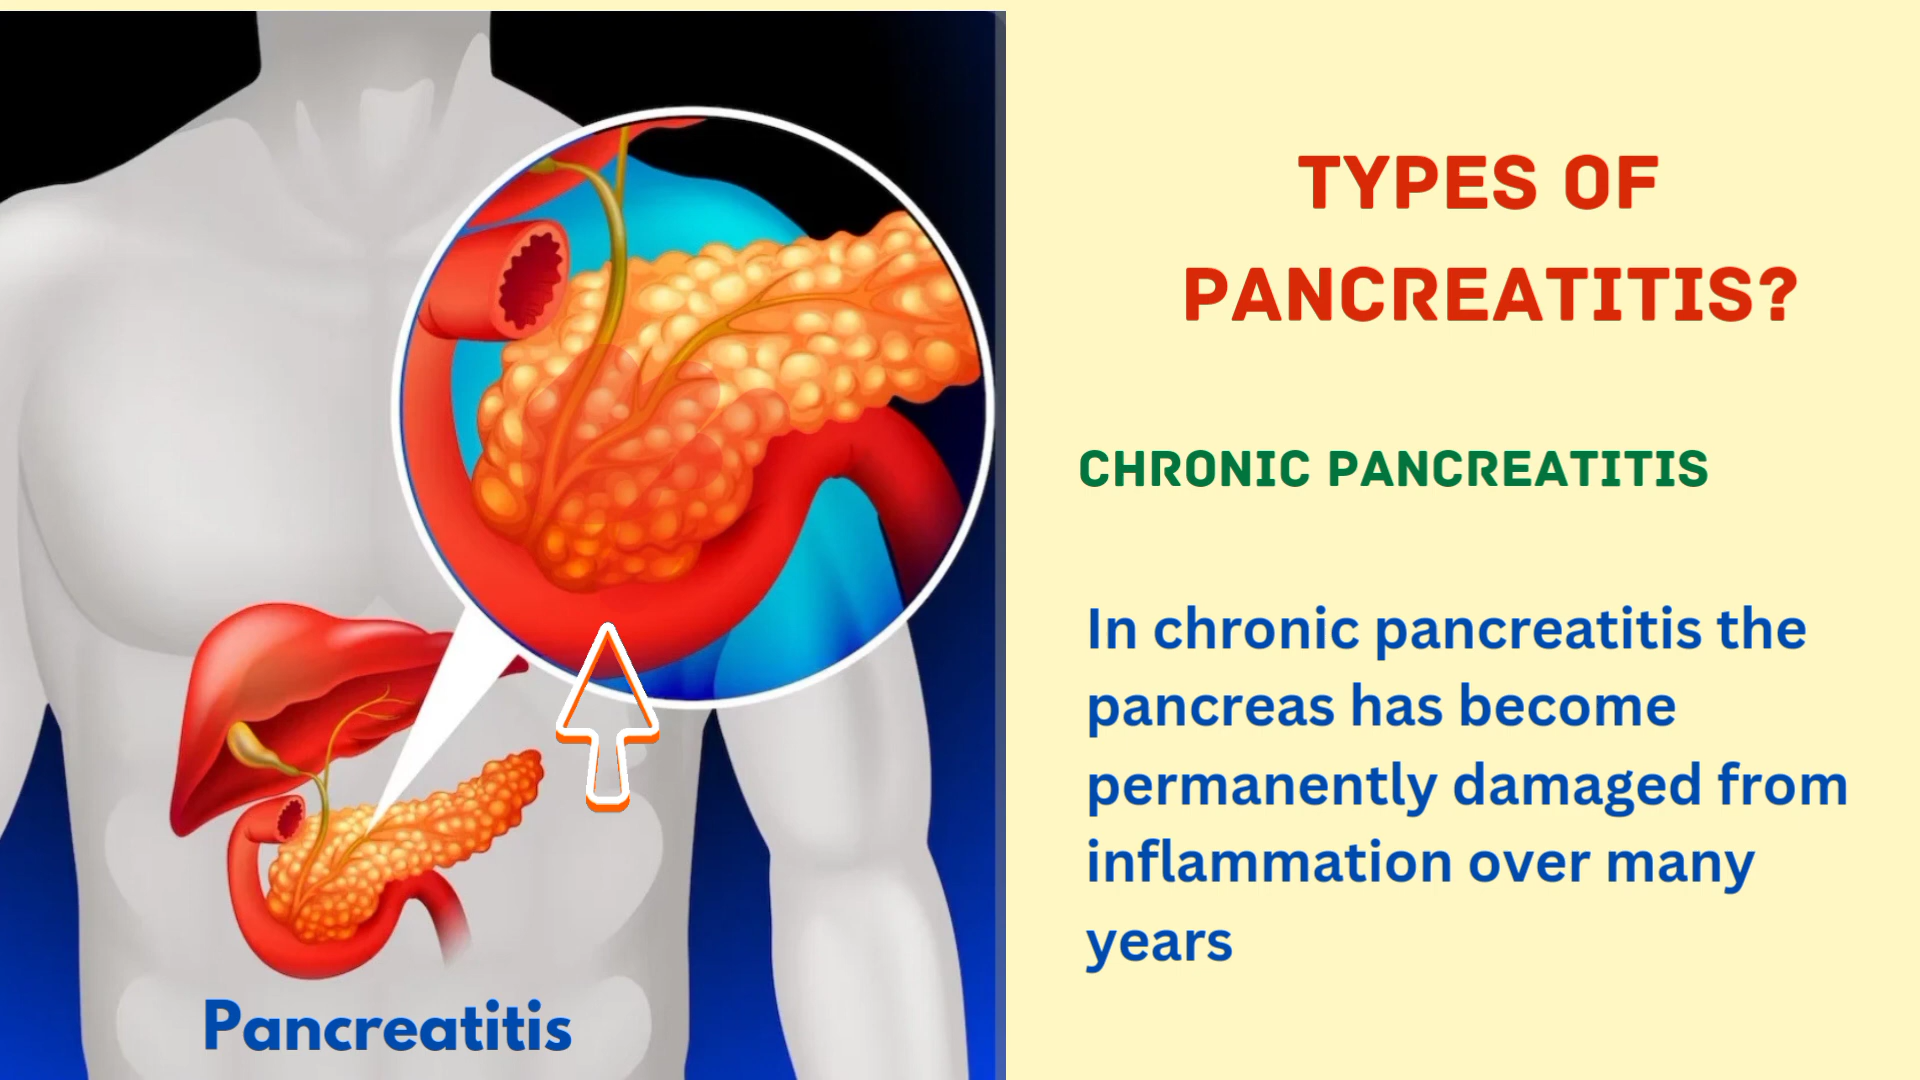 TYPES OF
PANCREATITIS?
CHRONIC PANCREATITIS
In chronic pancreatitis the
pancreas has become
permanently damaged from
inflammation over many
years
Pancreatitis